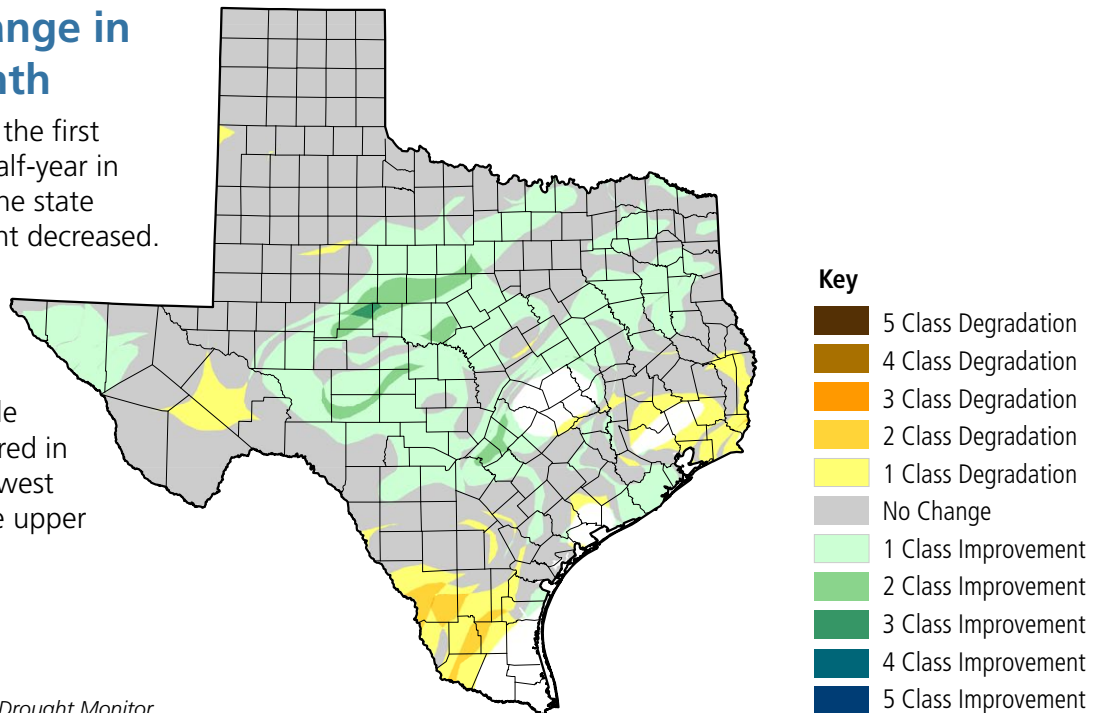 ange in
nth
the first
alf-year in
he state
nt decreased.
le
red in
west
e upper
Drought Monitor
Key
5 Class Degradation
4 Class Degradation
3 Class Degradation
2 Class Degradation
1 Class Degradation
No Change
1 Class Improvement
2 Class Improvement
3 Class Improvement
4 Class Improvement
5 Class Improvement